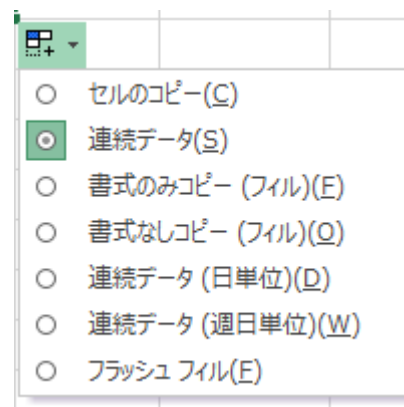 セルのコピー(C)
連続データ(S)
書式のみコピー (フィル)(F)
書式なしコピー (フィル)(O)
連続データ (日単位)(D)
連続データ (週日単位)(W)
フラッシュ フィル(F)